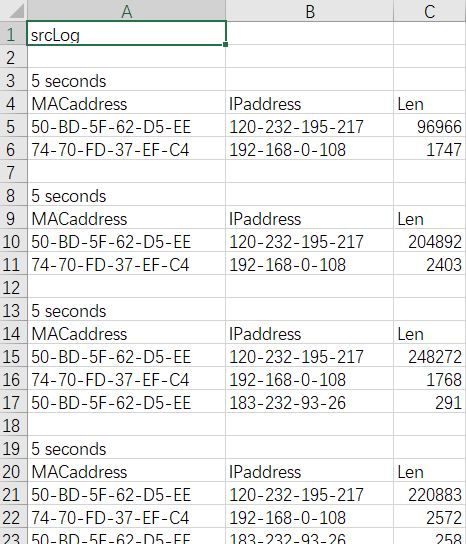 A B C
1 srcLog
2
3 5 seconds
4 MACaddress IPaddress Len
5 50-BD-5F-62-D5-EE 120-232-195-217 96966
6 74-70-FD-37-EF-C4 192-168-0-108 1747
7
8 5 seconds
9 MACaddress IPaddress Len
10 50-BD-5F-62-D5-EE 120-232-195-217 204892
11 74-70-FD-37-EF-C4 192-168-0-108 2403
12
13 5 seconds
14 MACaddress IPaddress Len
15 50-BD-5F-62-D5-EE 120-232-195-217 248272
16 74-70-FD-37-EF-C4 192-168-0-108 1768
17 50-BD-5F-62-D5-EE 183-232-93-26 291
18
19 5 seconds
20 MACaddress IPaddress Len
21 50-BD-5F-62-D5-EE 120-232-195-217 220883
22 74-70-FD-37-EF-C4 192-168-0-108 2572
23 50-BD-5F-62-D5-EE 183-232-93-26 258